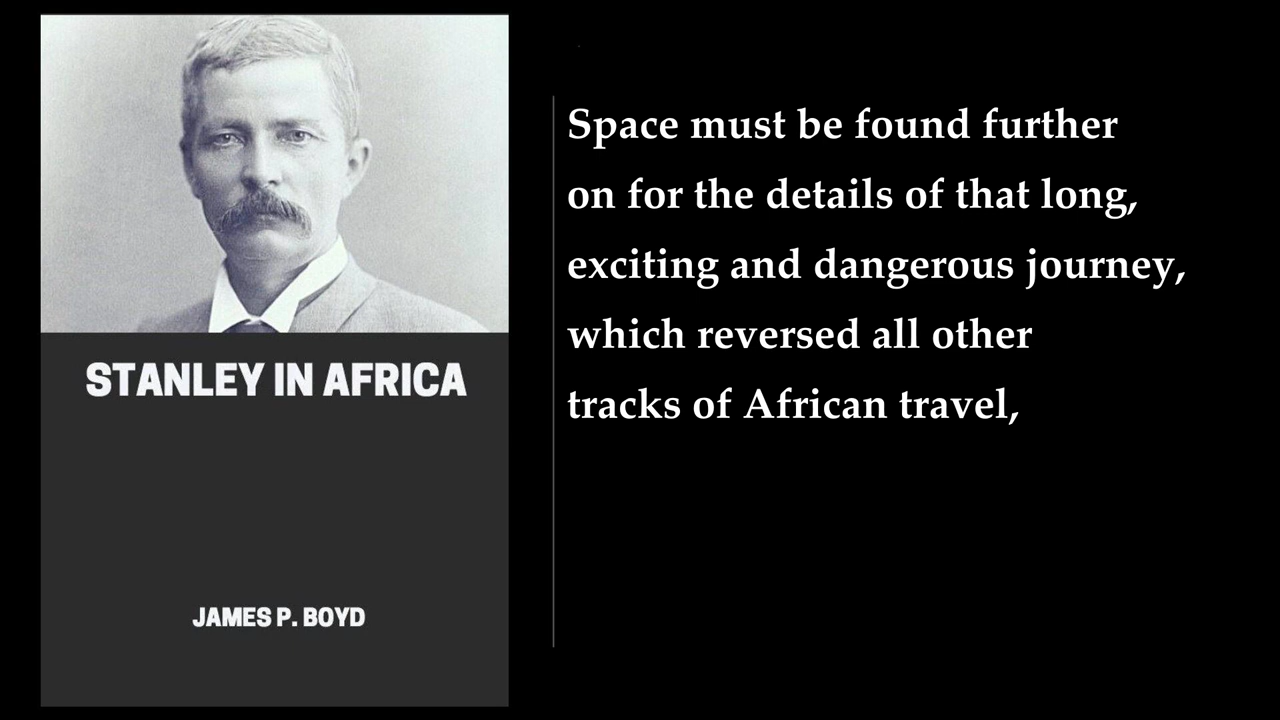 STANLEY IN AFRICA
JAMES P. BOYD
Space must be found further
on for the details of that long,
exciting and dangerous journey,
which reversed all other
tracks of African travel,